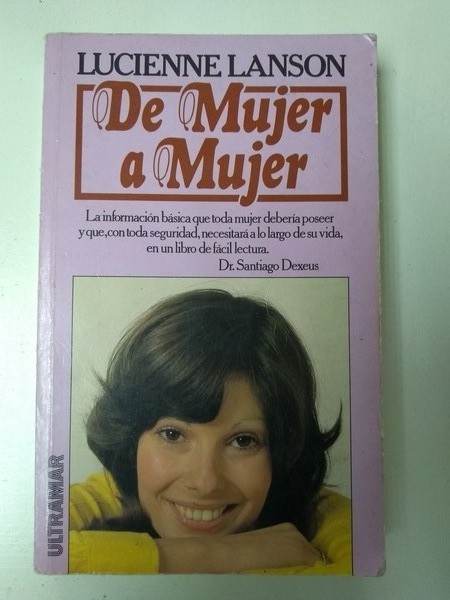 LUCIENNE LANSON
De Mujer
a Mujer
La información básica que toda mujer debería poseer
y que, con toda seguridad, necesitará a lo largo de su vida,
en un libro de fácil lectura.
Dr. Santiago Dexeus
ULTRAMAR